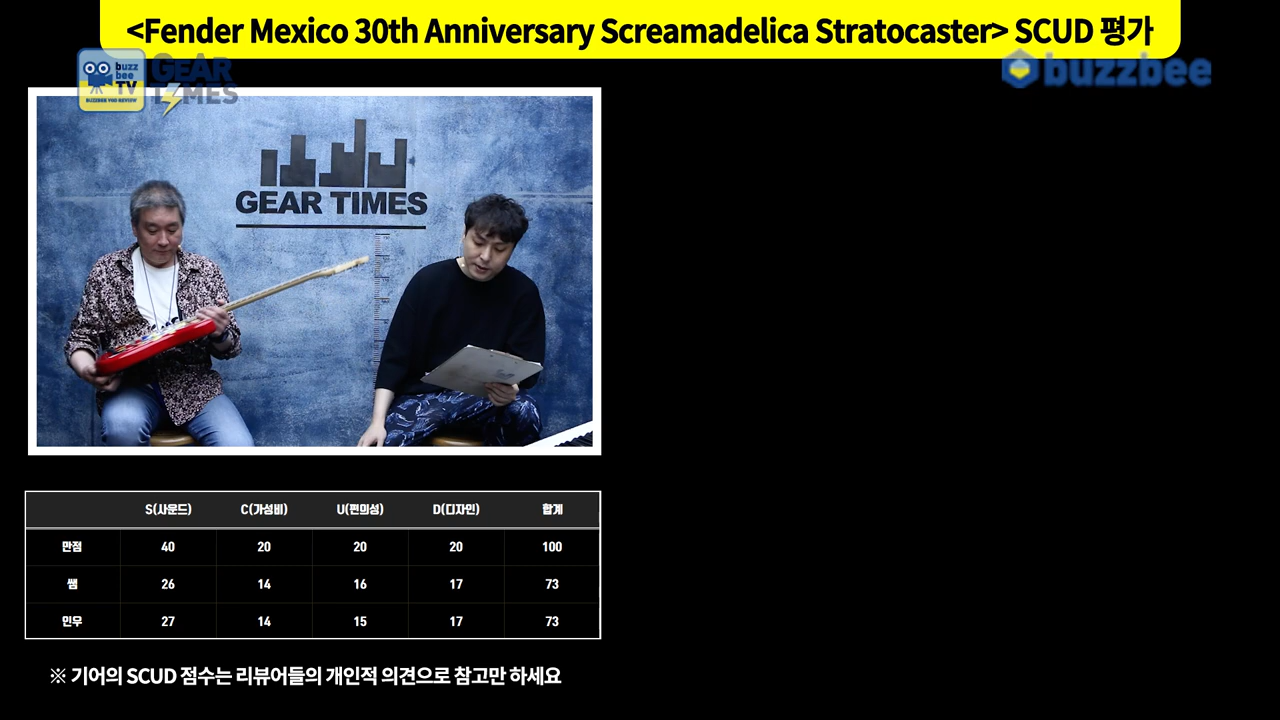 <Fender Mexico 30th Anniversary Screamadelica Stratocaster> SCUD 평가
buzz
bee
TV
BUZZBEE YOU REVIEW
GEAR
TIMES
buzzbee
GEAR TIMES
S(사운드) C(가성비) U(편의성) D(디자인) 합계
만점 40 20 20 20 100
쌤 26 14 16 17 73
민우 27 14 15 17 73
※ 기어의 SCUD 점수는 리뷰어들의 개인적 의견으로 참고만 하세요